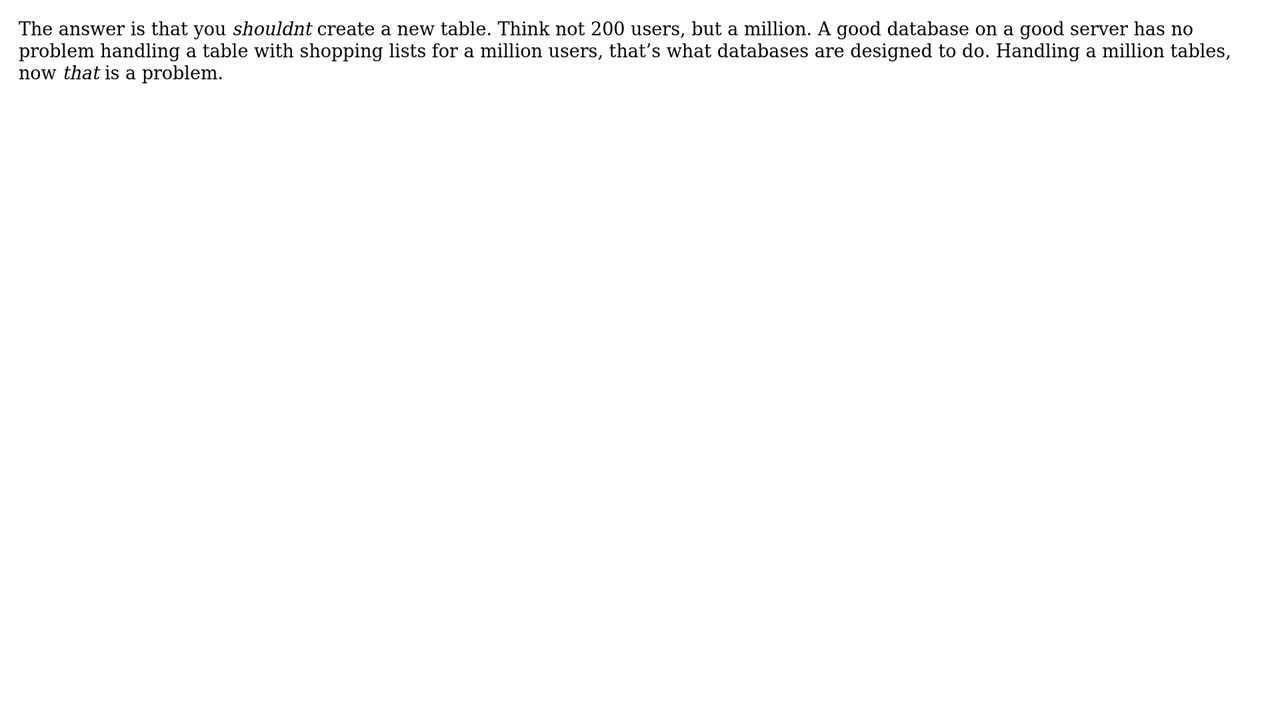 The answer is that you shouldnt create a new table. Think not 200 users, but a million. A good database on a good server has no
problem handling a table with shopping lists for a million users, that’s what databases are designed to do. Handling a million tables,
now that is a problem.